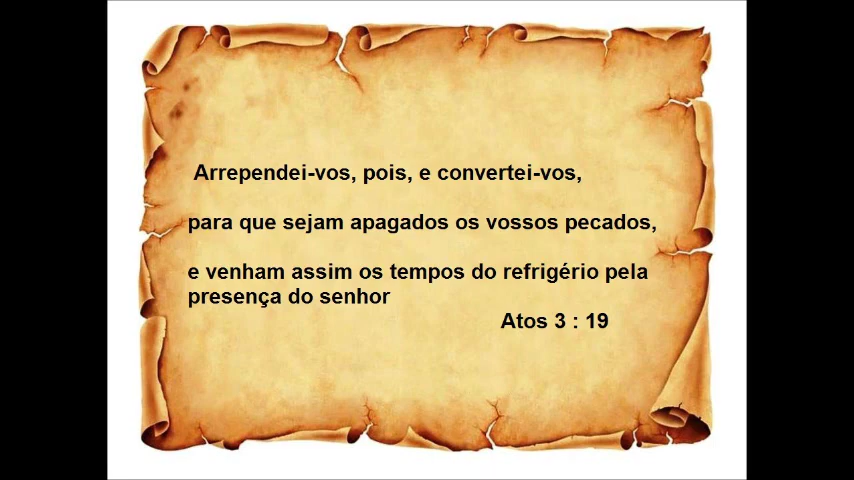 Arrependei-vos, pois, e convertei-vos,
para que sejam apagados os vossos pecados,
e venham assim os tempos do refrigério pela
presença do senhor
Atos 3 : 19